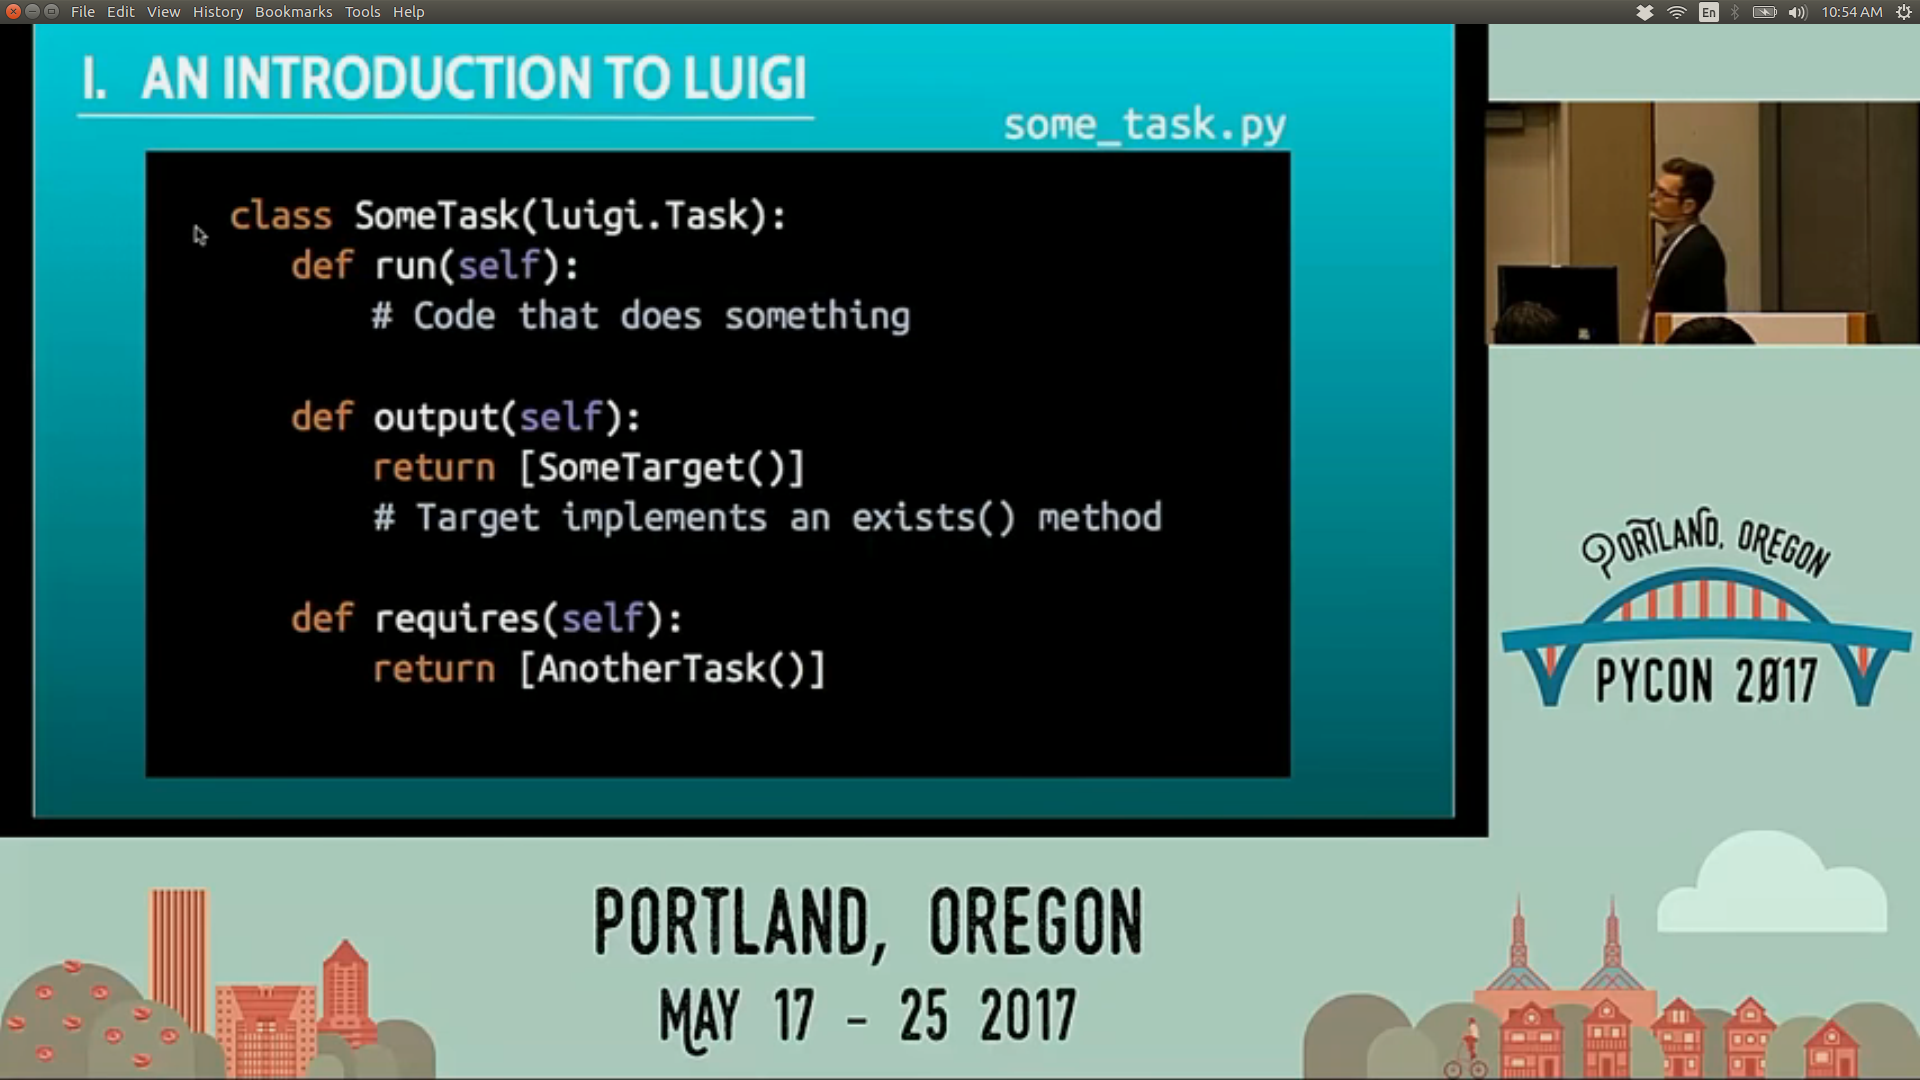 File Edit View History Bookmarks Tools Help
En
10:54 AM
I. AN INTRODUCTION TO LUIGI
some_task.py
class SomeTask(luigi.Task):
def run(self):
# Code that does something
def output(self):
return [SomeTarget()]
# Target implements an exists() method
def requires(self):
return [AnotherTask()]
PORTLAND, OREGON
PYCON 2017
PORTLAND, OREGON
MAY 17 - 25 2017